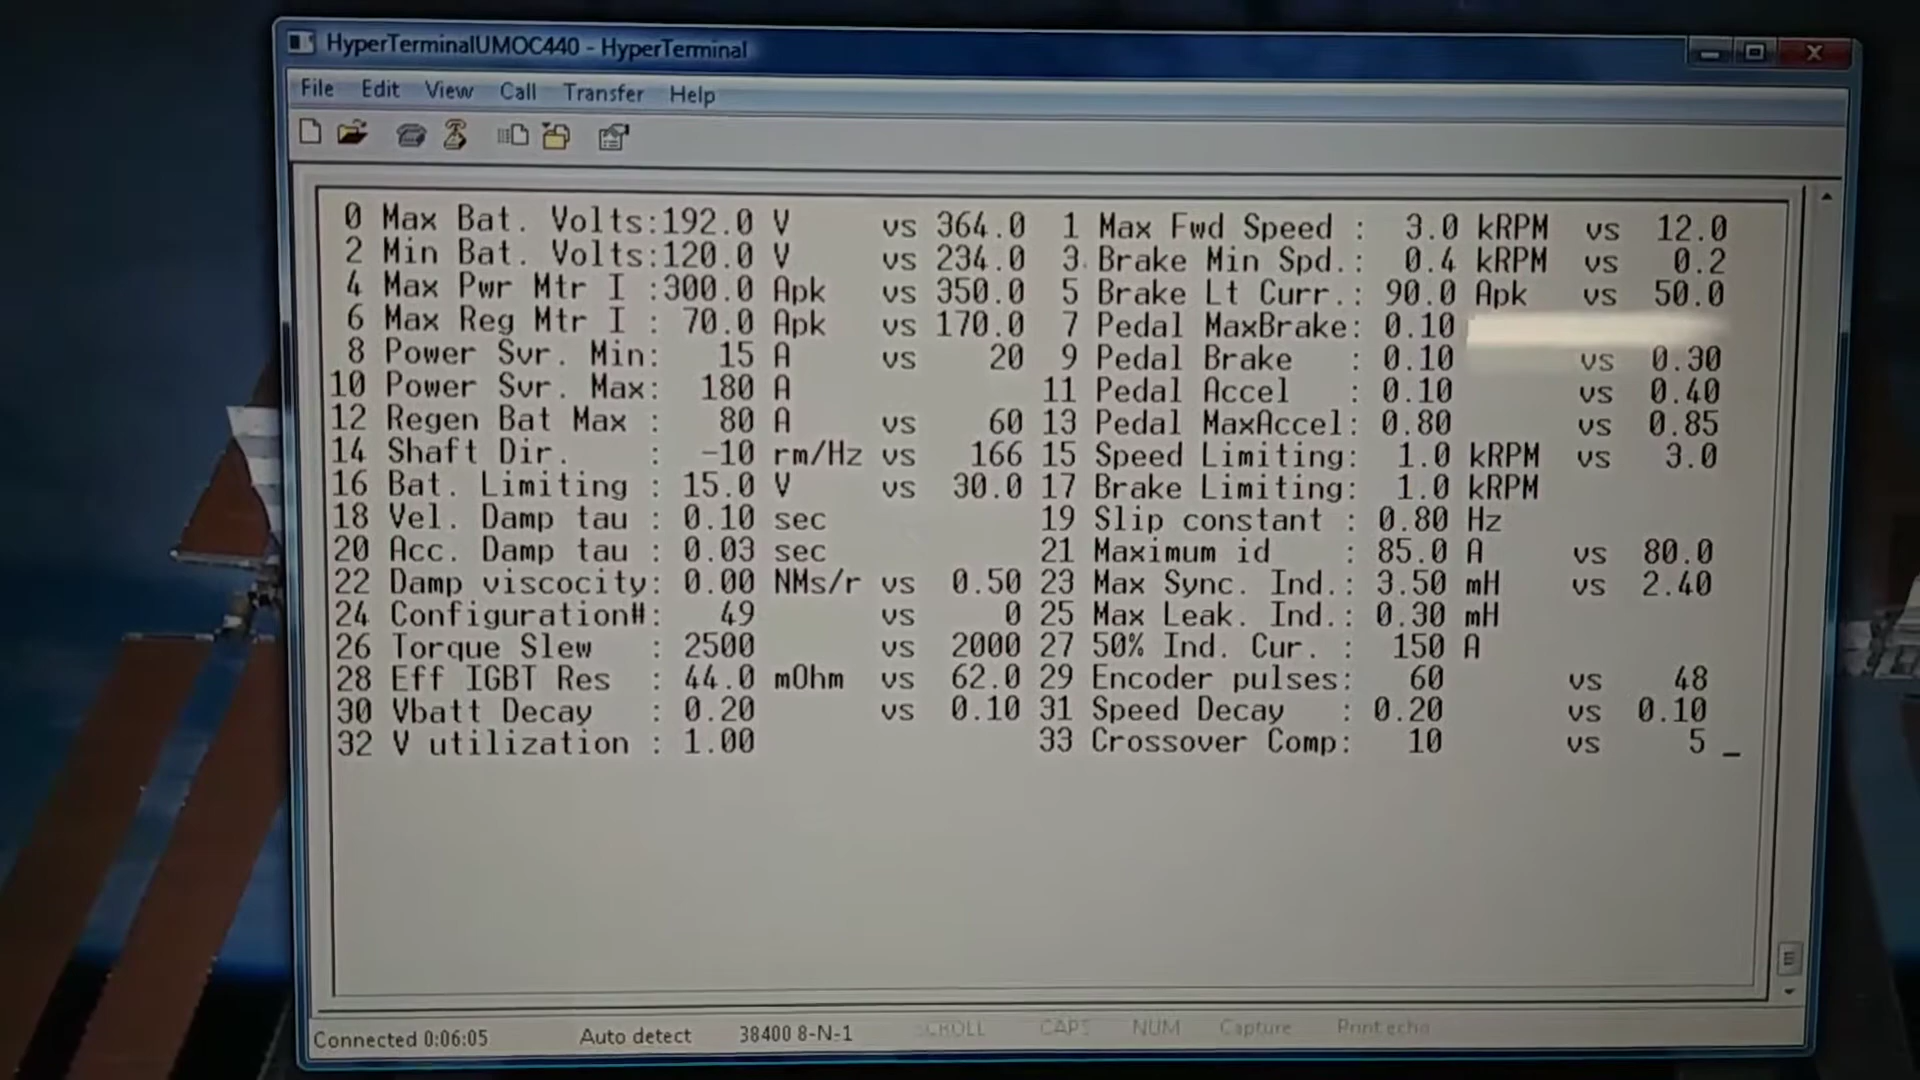 HyperTerminalUMOC440 - HyperTerminal
File Edit View Call Transfer Help
0 Max Bat. Volts:192.0 V vs 364.0 1 Max Fwd Speed : 3.0 kRPM vs 12.0
2 Min Bat. Volts:120.0 V vs 234.0 3 Brake Min Spd.: 0.4 kRPM vs 0.2
4 Max Pwr Mtr I :300.0 Apk vs 350.0 5 Brake Lt Curr.: 90.0 Apk vs 50.0
6 Max Reg Mtr I : 70.0 Apk vs 170.0 7 Pedal MaxBrake: 0.10
8 Power Svr. Min: 15 A vs 20 9 Pedal Brake : 0.10 vs 0.30
10 Power Svr. Max: 180 A 11 Pedal Accel : 0.10 vs 0.40
12 Regen Bat Max : 80 A vs 60 13 Pedal MaxAccel: 0.80 vs 0.85
14 Shaft Dir. : -10 rm/Hz vs 166 15 Speed Limiting: 1.0 kRPM vs 3.0
16 Bat. Limiting : 15.0 V vs 30.0 17 Brake Limiting: 1.0 kRPM
18 Vel. Damp tau : 0.10 sec 19 Slip constant : 0.80 Hz
20 Acc. Damp tau : 0.03 sec 21 Maximum id : 85.0 A vs 80.0
22 Damp viscocity: 0.00 NMs/r vs 0.50 23 Max Sync. Ind.: 3.50 mH vs 2.40
24 Configuration#: 49 vs 0 25 Max Leak. Ind.: 0.30 mH
26 Torque Slew : 2500 vs 2000 27 50% Ind. Cur. : 150 A
28 Eff IGBT Res : 44.0 mOhm vs 62.0 29 Encoder pulses: 60 vs 48
30 Vbatt Decay : 0.20 vs 0.10 31 Speed Decay : 0.20 vs 0.10
32 V utilization : 1.00 33 Crossover Comp: 10 vs 5 _
Connected 0:06:05 Auto detect 38400 8-N-1 SCROLL CAPS NUM Capture Print echo